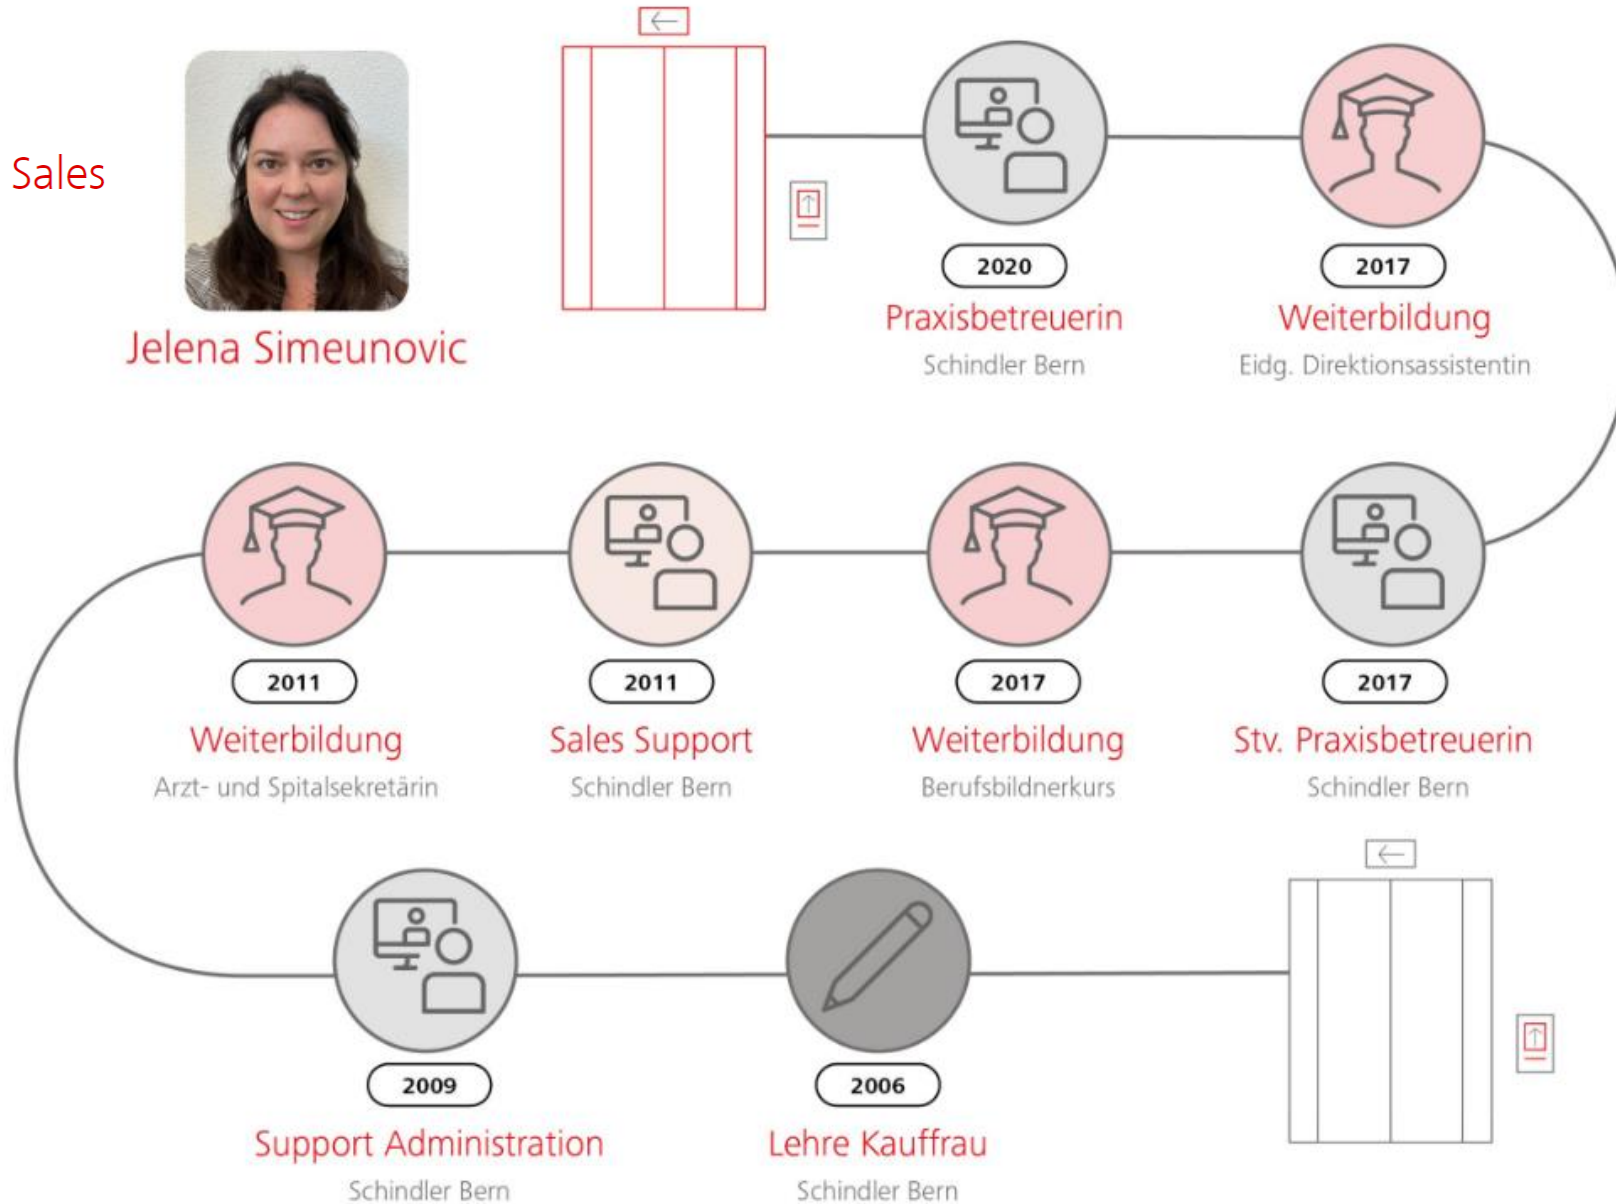 Sales
Jelena Simeunovic
2020
Praxisbetreuerin
Schindler Bern
2017
Weiterbildung
Eidg. Direktionsassistentin
2011
Weiterbildung
Arzt- und Spitalsekretärin
2011
Sales Support
Schindler Bern
2017
Weiterbildung
Berufsbildnerkurs
2017
Stv. Praxisbetreuerin
Schindler Bern
2009
Support Administration
Schindler Bern
2006
Lehre Kauffrau
Schindler Bern